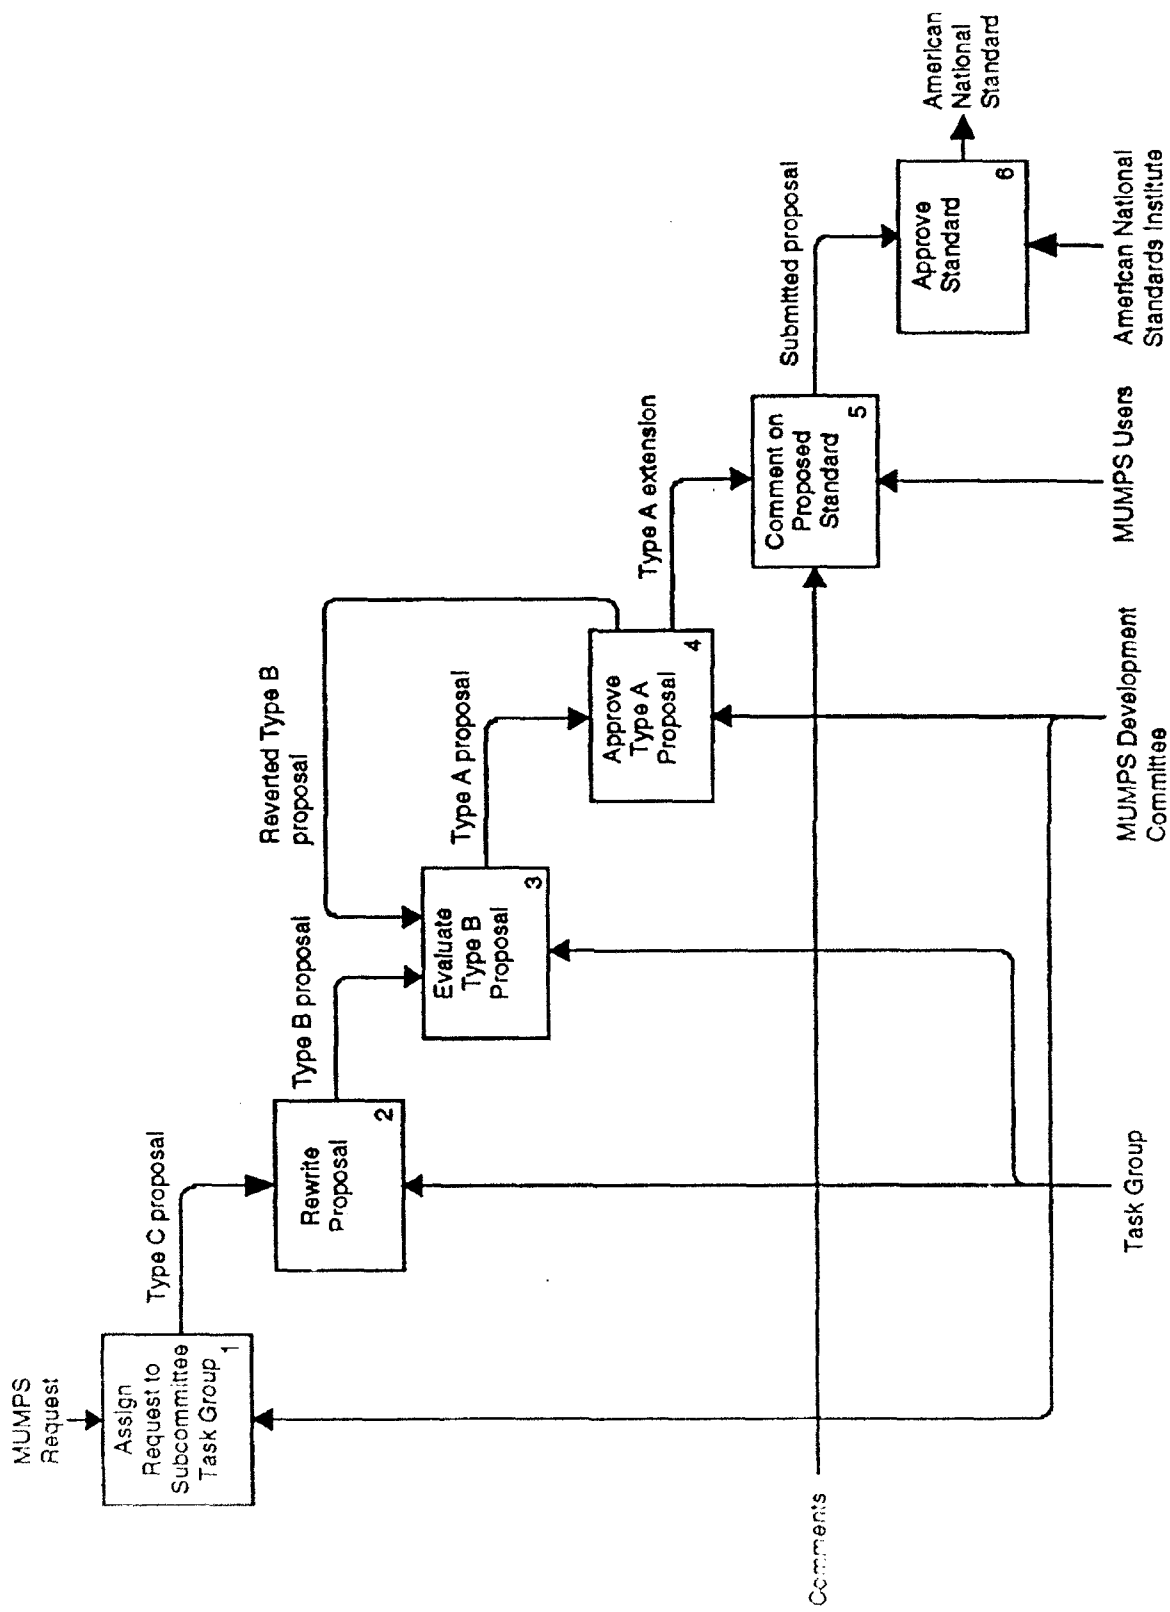 MUMPS
Request
Assign
Request to
Subcommittee
Task Group
1
Type C proposal
Rewrite
Proposal
2
Type B proposal
Reverted Type B
proposal
Evaluate
Type B
Proposal
3
Type A proposal
Approve
Type A
Proposal
4
Type A extension
Comment on
Proposed
Standard
5
Submitted proposal
Approve
Standard
6
American
National
Standard
Comments
Task Group
MUMPS Development
Committee
MUMPS Users
American National
Standards Institute